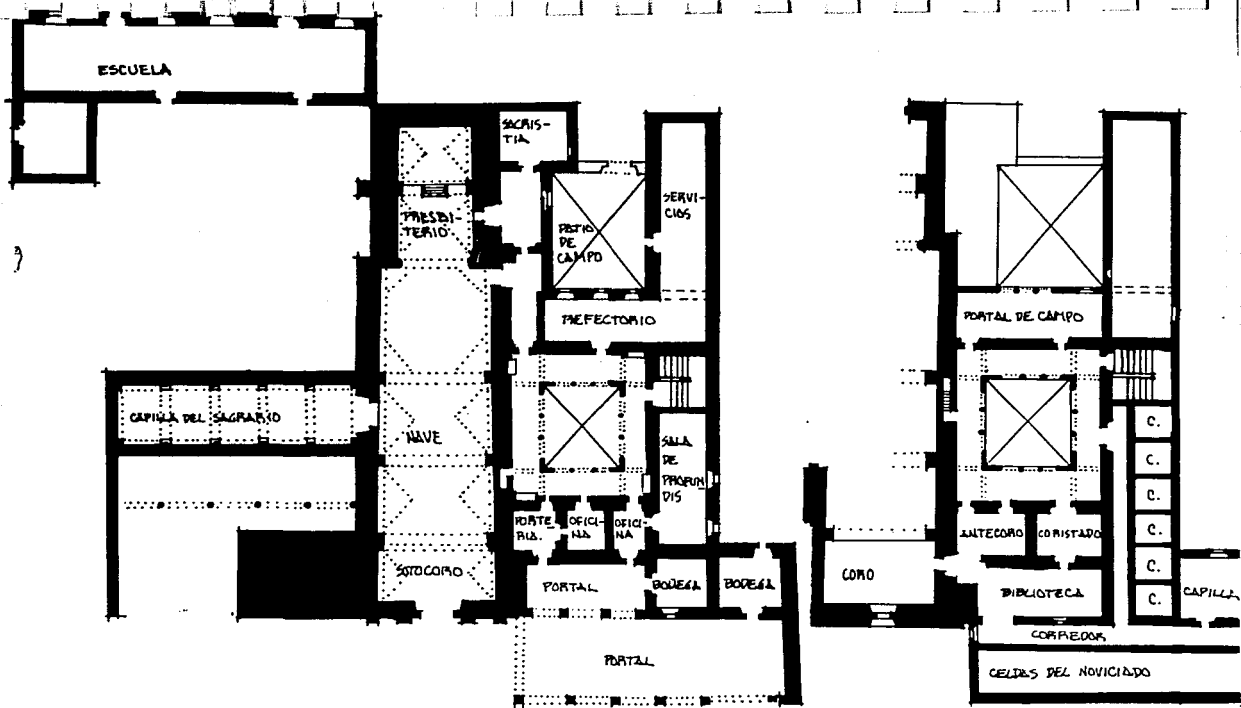 ESCUELA
SACRIS-
TIA
PRESBI-
TERIO
PATIO
DE
CAMPO
SERVI-
CIOS
REFECTORIO
CAPILLA DEL SAGRARIO
NAVE
SALA
DE
PROFUN
DIS
PORTE-
RIA.
OFICI-
NA
OFICI-
NA
SOTOCORO
PORTAL
BODEGA
BODEGA
PORTAL
PORTAL DE CAMPO
C.
C.
C.
C.
C.
C.
ANTECORO
CORISTADO
CORO
BIBLIOTECA
CAPILLA
CORREDOR
CELDAS DEL NOVICIADO